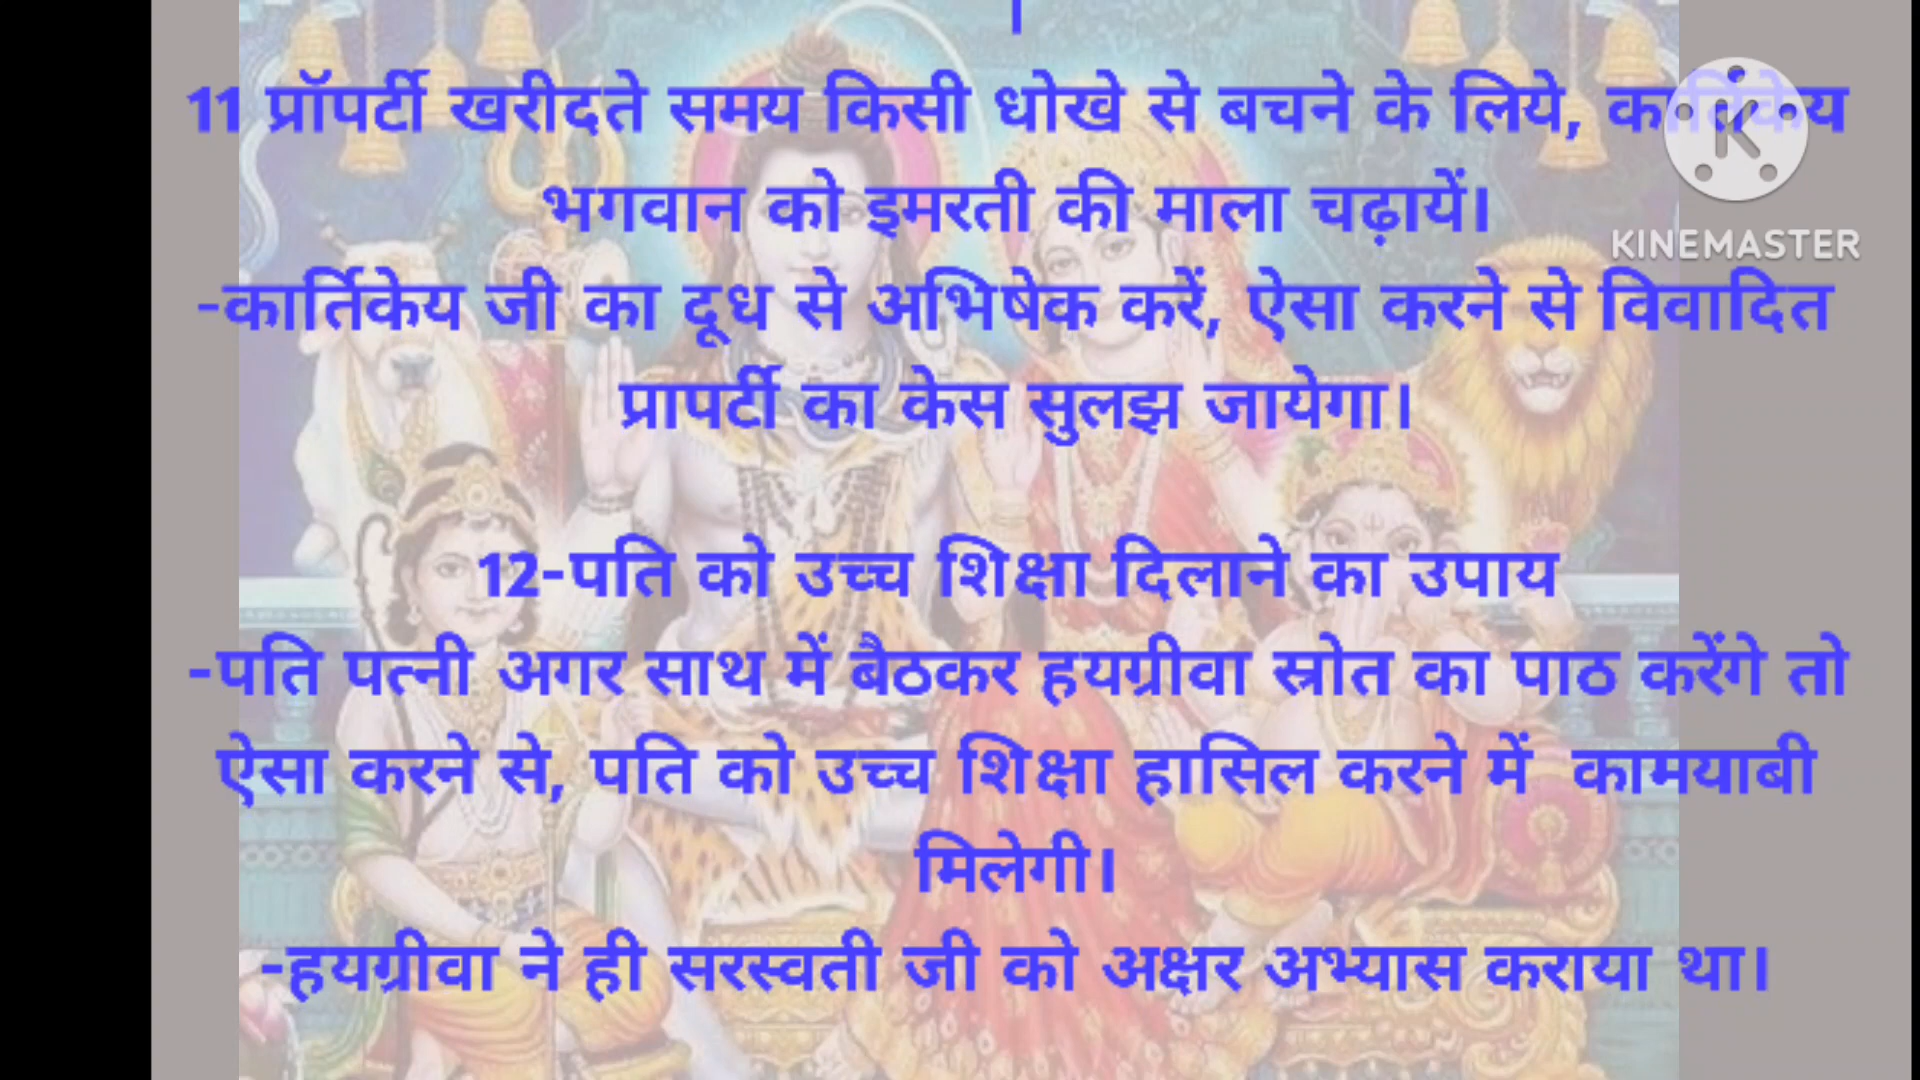 ।
11 प्रॉपर्टी खरीदते समय किसी धोखे से बचने के लिये, कार्तिकेय
भगवान को इमरती की माला चढ़ायें।
-कार्तिकेय जी का दूध से अभिषेक करें, ऐसा करने से विवादित
प्रापर्टी का केस सुलझ जायेगा।
12-पति को उच्च शिक्षा दिलाने का उपाय
-पति पत्नी अगर साथ में बैठकर हयग्रीवा स्रोत का पाठ करेंगे तो
ऐसा करने से, पति को उच्च शिक्षा हासिल करने में कामयाबी
मिलेगी।
-हयग्रीवा ने ही सरस्वती जी को अक्षर अभ्यास कराया था।
K
KINEMASTER